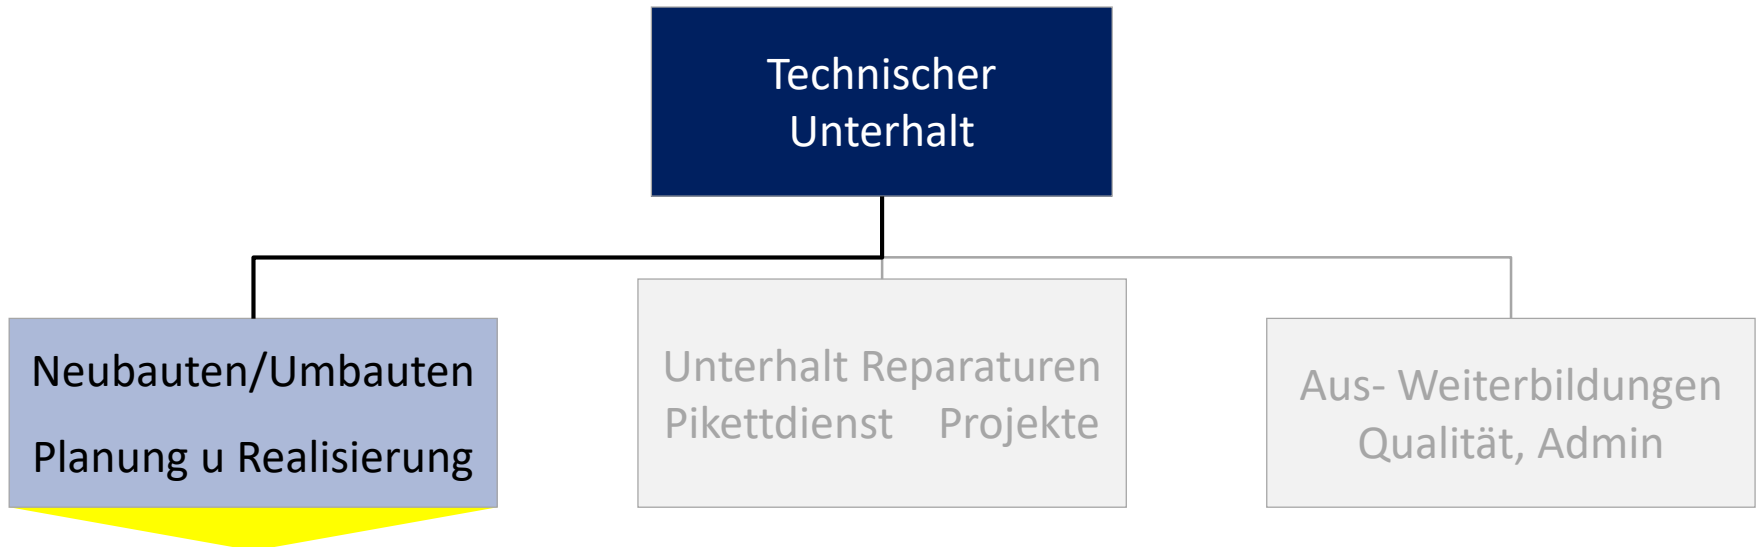 Technischer
Unterhalt
Neubauten/Umbauten
Planung u Realisierung
Unterhalt Reparaturen
Pikettdienst Projekte
Aus- Weiterbildungen
Qualität, Admin